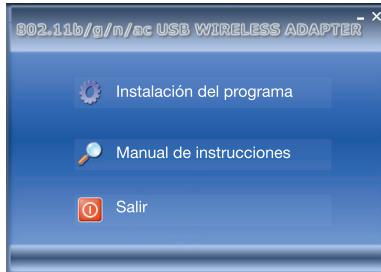 802.11b/g/n/ac USB WIRELESS ADAPTER
Instalación del programa
Manual de instrucciones
Salir